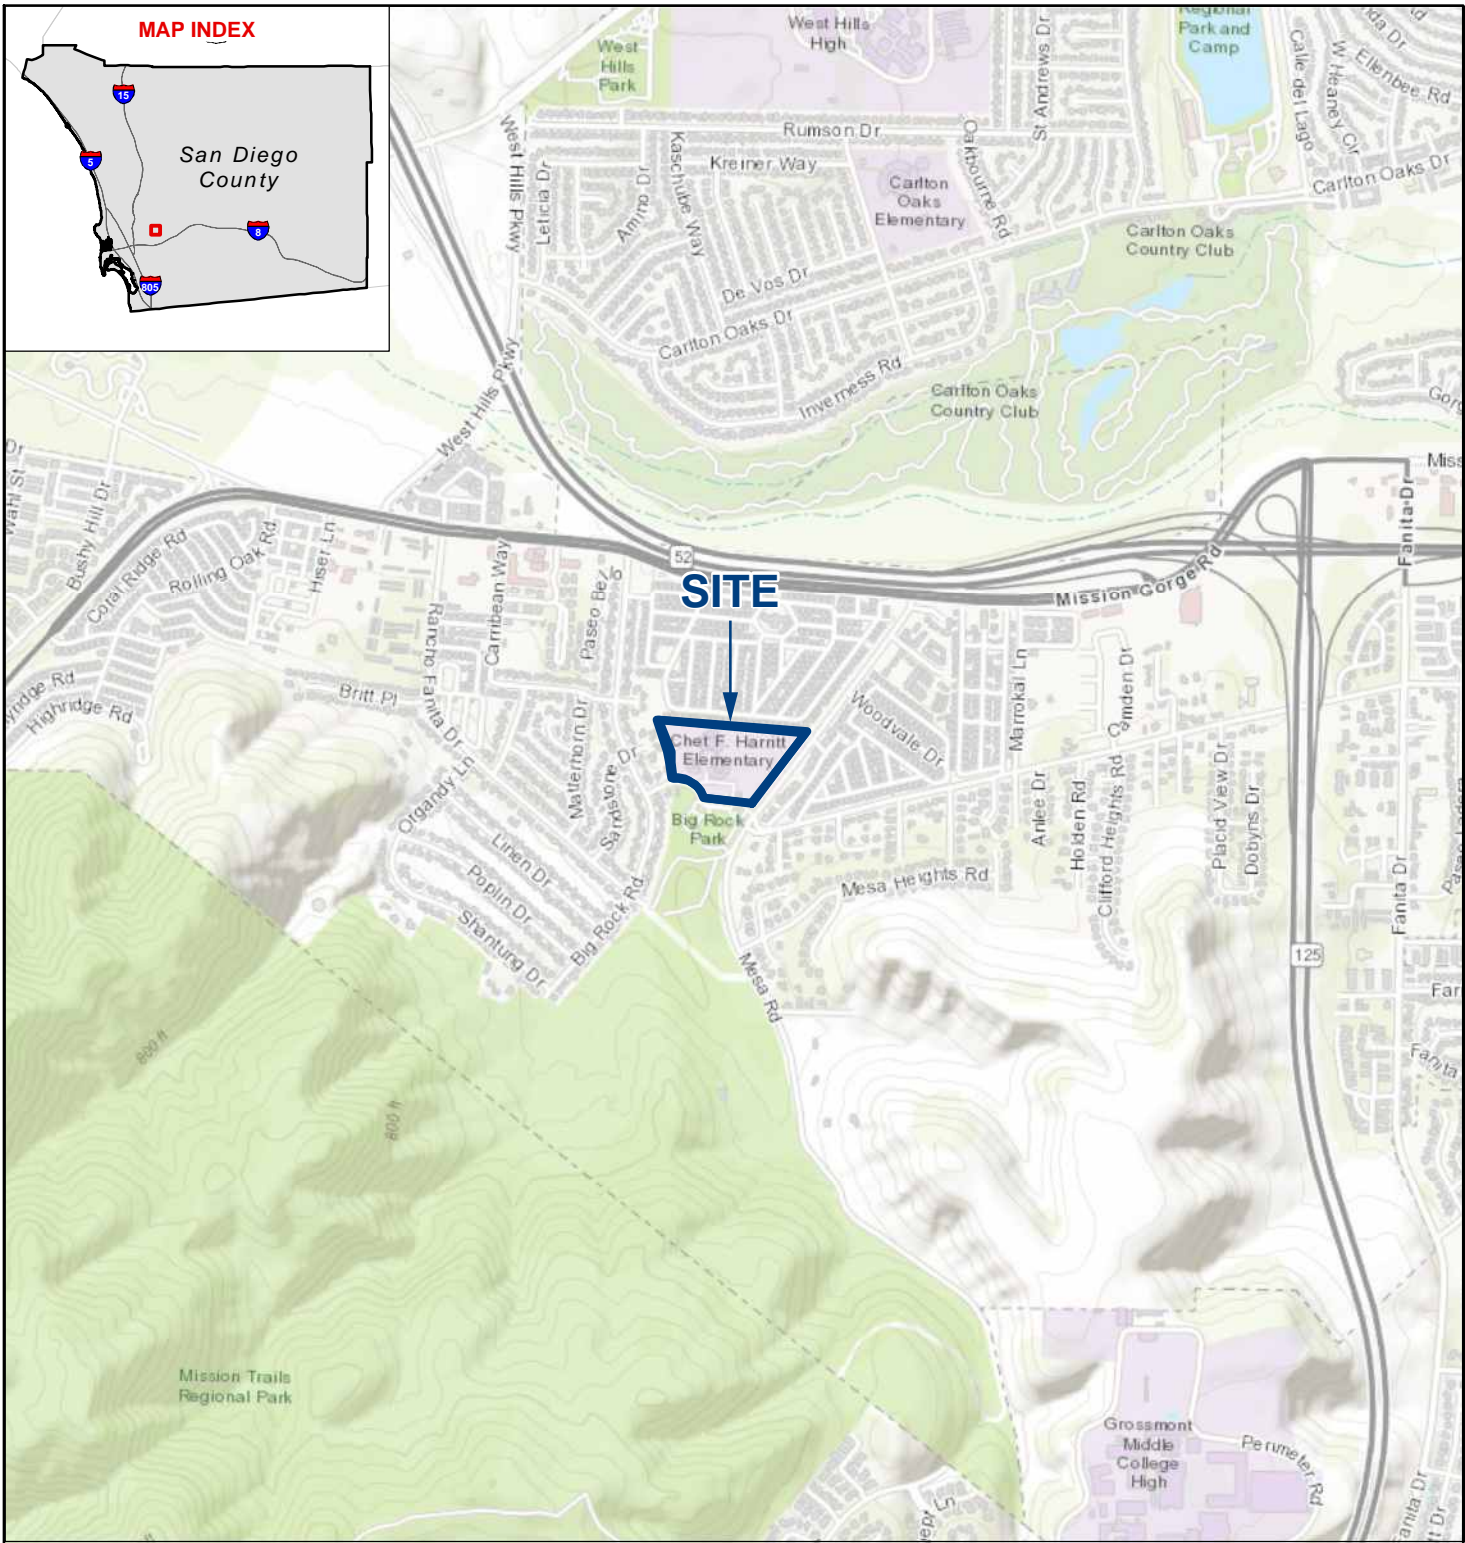 MAP INDEX
15
5
San Diego
County
8
805
West Hills
High
West
Hills
Park
Regional
Park and
Camp
St Andrews Dr
Calle del Lago
W Heaney Cir
Ellenbee Rd
Rumson Dr
Kreiner Way
Kaschube Way
Amino Dr
Leticia Dr
West Hills Pkwy
Oakbourne Rd
Carlton
Oaks
Elementary
Carlton Oaks Dr
Carlton Oaks
Country Club
De Vos Dr
Carlton Oaks Dr
Inverness Rd
Carlton Oaks
Country Club
West Hills Pkwy
Bushy Hill Dr
Coral Ridge Rd
Rolling Oak Rd
Hiser Ln
Rancho Fanita Dr
Carribean Way
Paseo Bello
52
SITE
Mission Gorge Rd
Fanita Dr
Highridge Rd
Britt Pl
Matterhorn Dr
Sandstone Dr
Chet F. Harritt
Elementary
Woodvale Dr
Marrokal Ln
Camden Dr
Organdy Ln
Linen Dr
Poplin Dr
Shantung Dr
Big Rock Rd
Big Rock
Park
Mesa Heights Rd
Anlee Dr
Holden Rd
Clifford Heights Rd
Placid View Dr
Dobyns Dr
Fanita Dr
Mesa Rd
125
Fanita
800 ft
800 ft
Mission Trails
Regional Park
Grossmont
Middle
College
High
Perimeter Rd